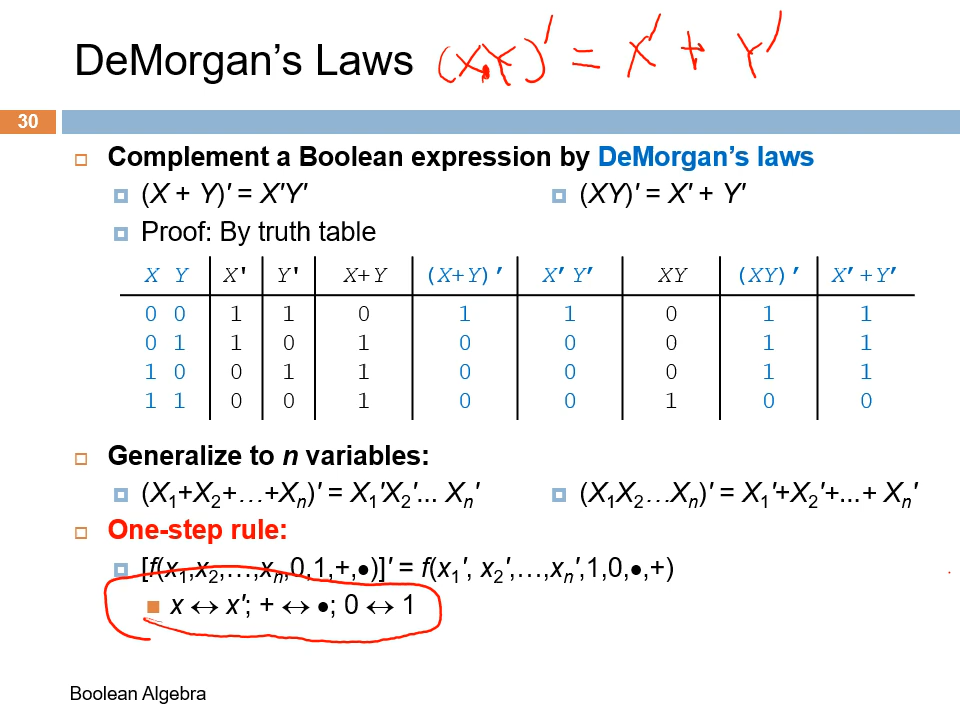 DeMorgan's Laws (X•Y)' = X' + Y'
30
Complement a Boolean expression by DeMorgan's laws
(X + Y)' = X'Y' (XY)' = X' + Y'
Proof: By truth table
X Y X' Y' X+Y (X+Y)' X' Y' XY (XY)' X'+Y'
0 0 1 1 0 1 1 0 1 1
0 1 1 0 1 0 0 0 1 1
1 0 0 1 1 0 0 0 1 1
1 1 0 0 1 0 0 1 0 0
Generalize to n variables:
(X₁+X₂+…+Xₙ)' = X₁'X₂'... Xₙ' (X₁X₂…Xₙ)' = X₁'+X₂'+...+ Xₙ'
One-step rule:
[f(x₁,x₂,…,xₙ,0,1,+,•)]' = f(x₁', x₂',…,xₙ',1,0,•,+)
x ↔ x'; + ↔ •; 0 ↔ 1
Boolean Algebra